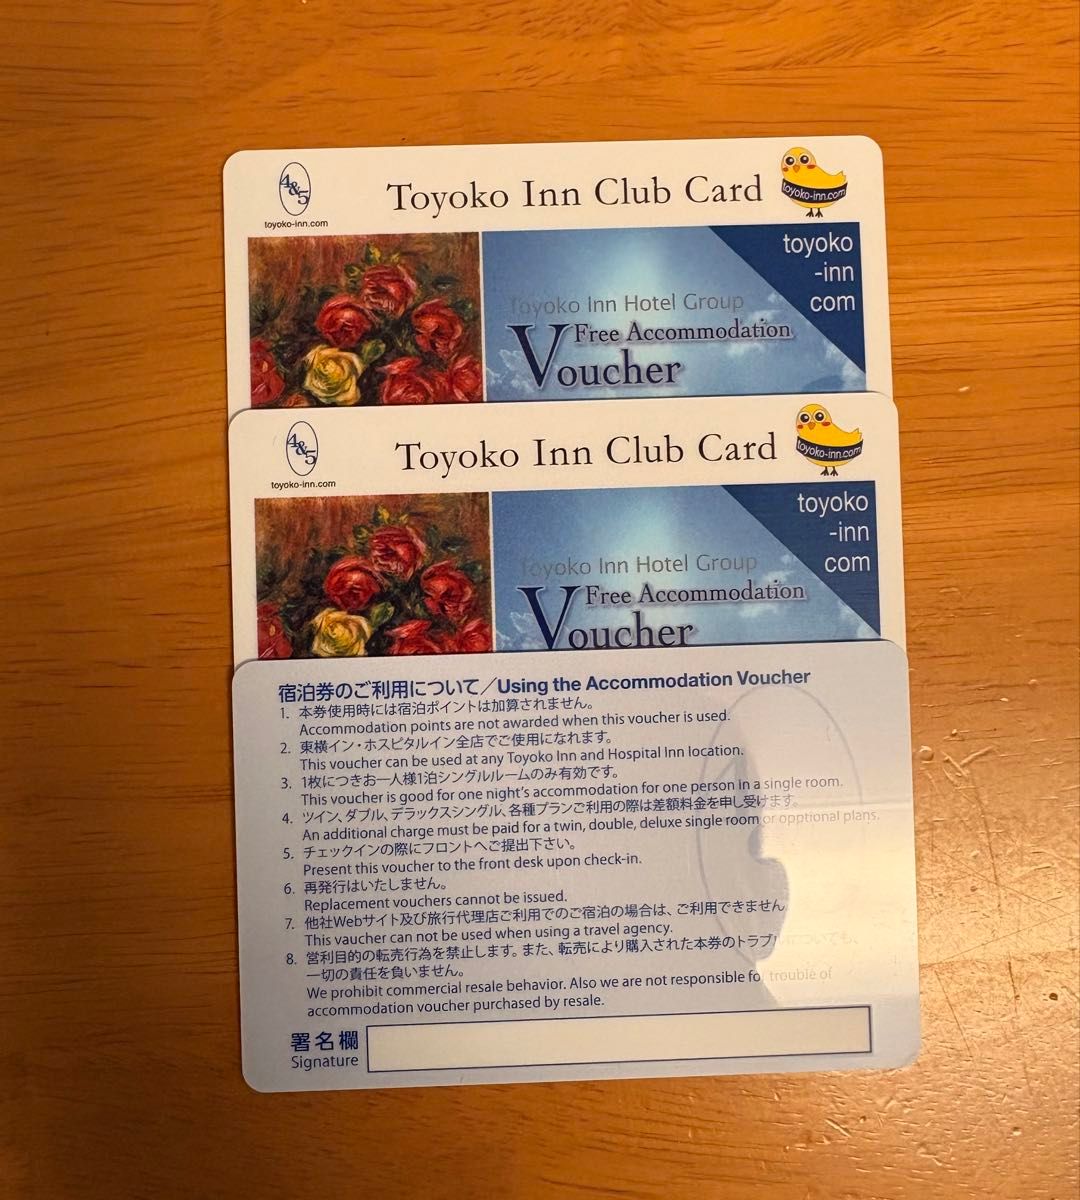 4&5
toyoko-inn.com
Toyoko Inn Club Card
toyoko-inn.com
toyoko
-inn
com
Toyoko Inn Hotel Group
Free Accommodation
Voucher
4&5
toyoko-inn.com
Toyoko Inn Club Card
toyoko-inn.com
toyoko
-inn
com
Toyoko Inn Hotel Group
Free Accommodation
Voucher
宿泊券のご利用について/Using the Accommodation Voucher
1. 本券使用時には宿泊ポイントは加算されません。
Accommodation points are not awarded when this voucher is used.
2. 東横イン・ホスピタルイン全店でご使用になれます。
This voucher can be used at any Toyoko Inn and Hospital Inn location.
3. 1枚につきお一人様1泊シングルルームのみ有効です。
This voucher is good for one night's accommodation for one person in a single room.
4. ツイン、ダブル、デラックスシングル、各種プランご利用の際は差額料金を申し受けます。
An additional charge must be paid for a twin, double, deluxe single room or opptional plans.
5. チェックインの際にフロントへご提出下さい。
Present this voucher to the front desk upon check-in.
6. 再発行はいたしません。
Replacement vouchers cannot be issued.
7. 他社Webサイト及び旅行代理店ご利用でのご宿泊の場合は、ご利用できません
This vaucher can not be used when using a travel agency.
8. 営利目的の転売行為を禁止します。また、転売により購入された本券のトラブルについても、
一切の責任を負いません。
We prohibit commercial resale behavior. Also we are not responsible for trouble of
accommodation voucher purchased by resale.
署名欄
Signature